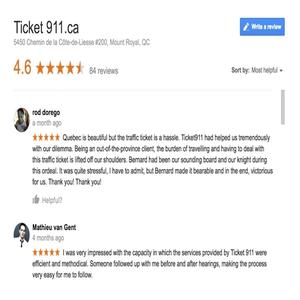 Ticket 911.ca
5450 Chemin de la Côte-de-Liesse #200, Mount Royal, QC
Write a review
4.6 84 reviews
Sort by: Most helpful
rod dorego
a month ago
Quebec is beautiful but the traffic ticket is a hassle. Ticket911 had helped us tremendously
with our dilemma. Being an out-of-the-province client, the burden of travelling and having to deal with
this traffic ticket is lifted off our shoulders. Bernard had been our sounding board and our knight during
this ordeal. It was quite stressful, I have to admit, but Bernard made it bearable and in the end, victorious
for us. Thank you! Thank you!
Helpful?
Mathieu van Gent
4 months ago
I was very impressed with the capacity in which the services provided by Ticket 911 were
efficient and methodical. Someone followed up with me before and after hearings, making the process
very easy for me to follow.